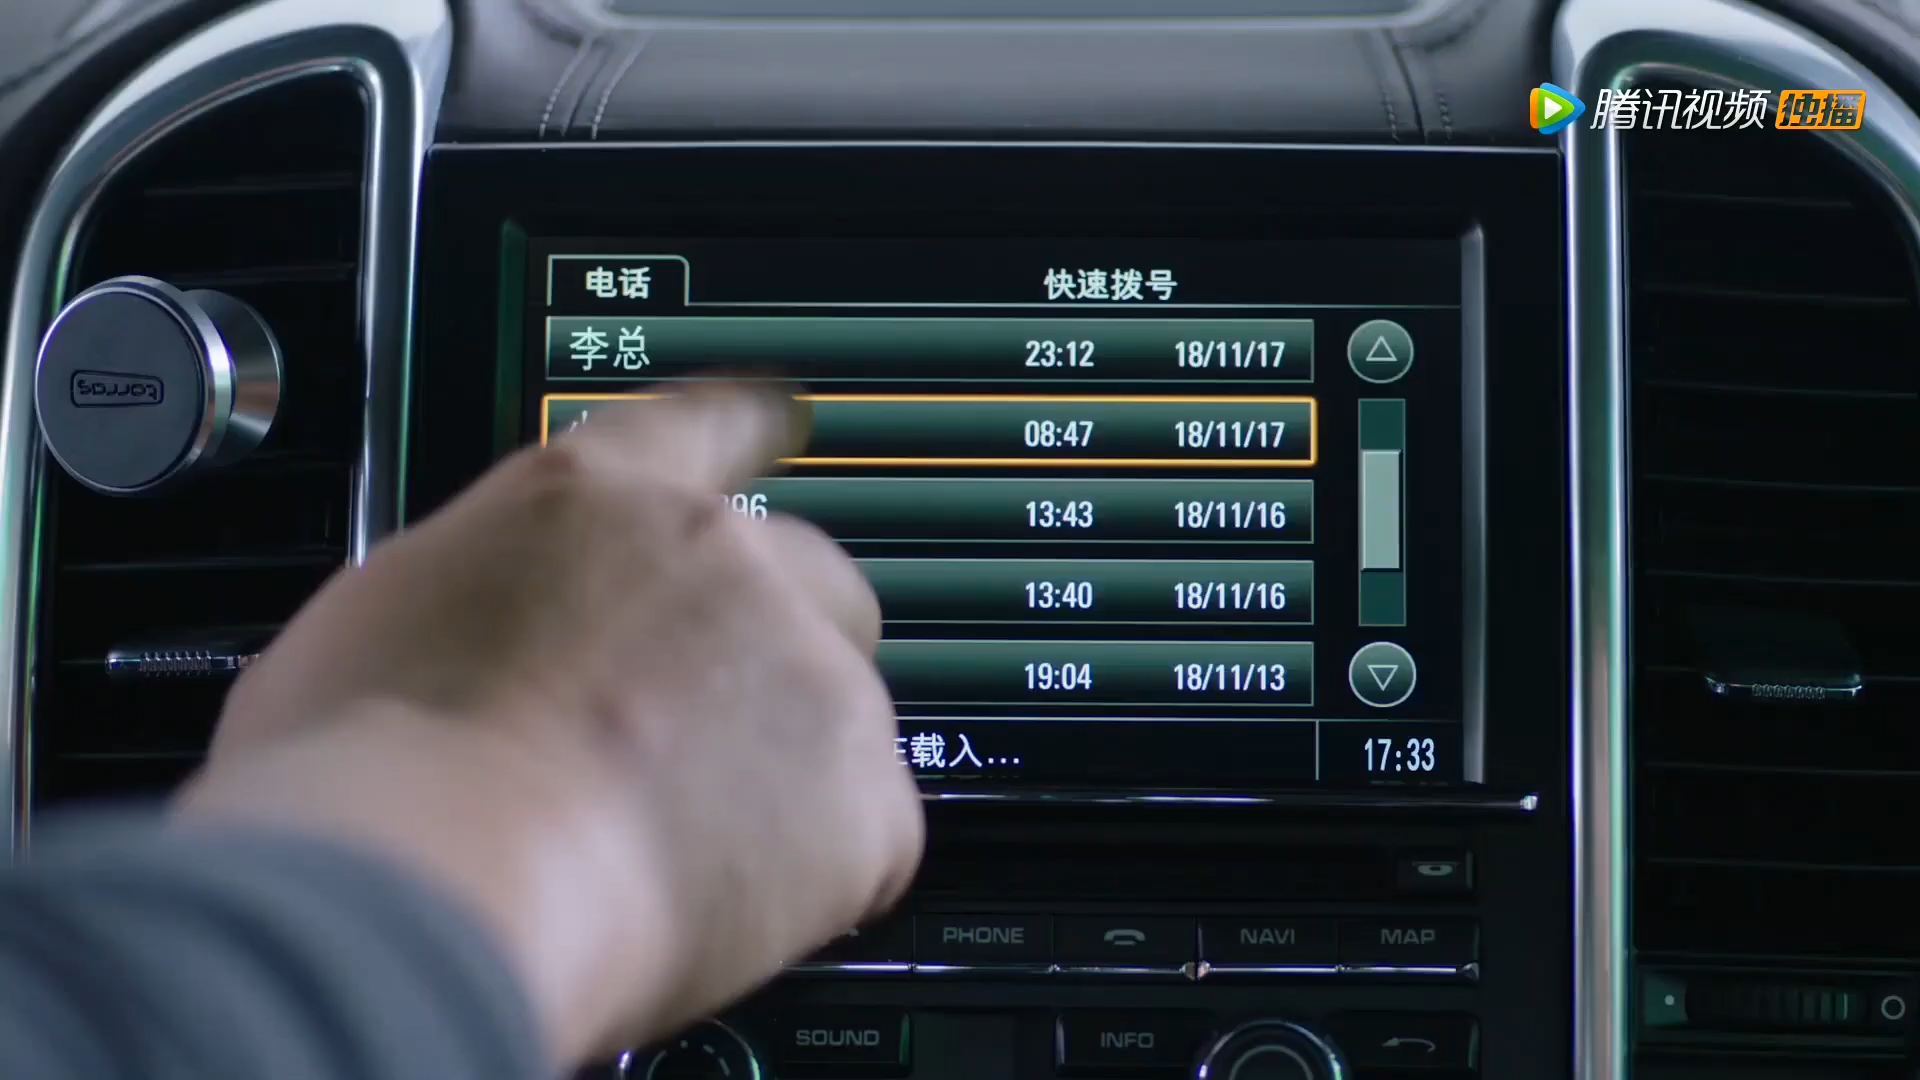 腾讯视频 独播
电话 快速拨号
李总 23:12 18/11/17
08:47 18/11/17
96 13:43 18/11/16
13:40 18/11/16
19:04 18/11/13
载入... 17:33
torras
PHONE NAVI MAP
SOUND INFO